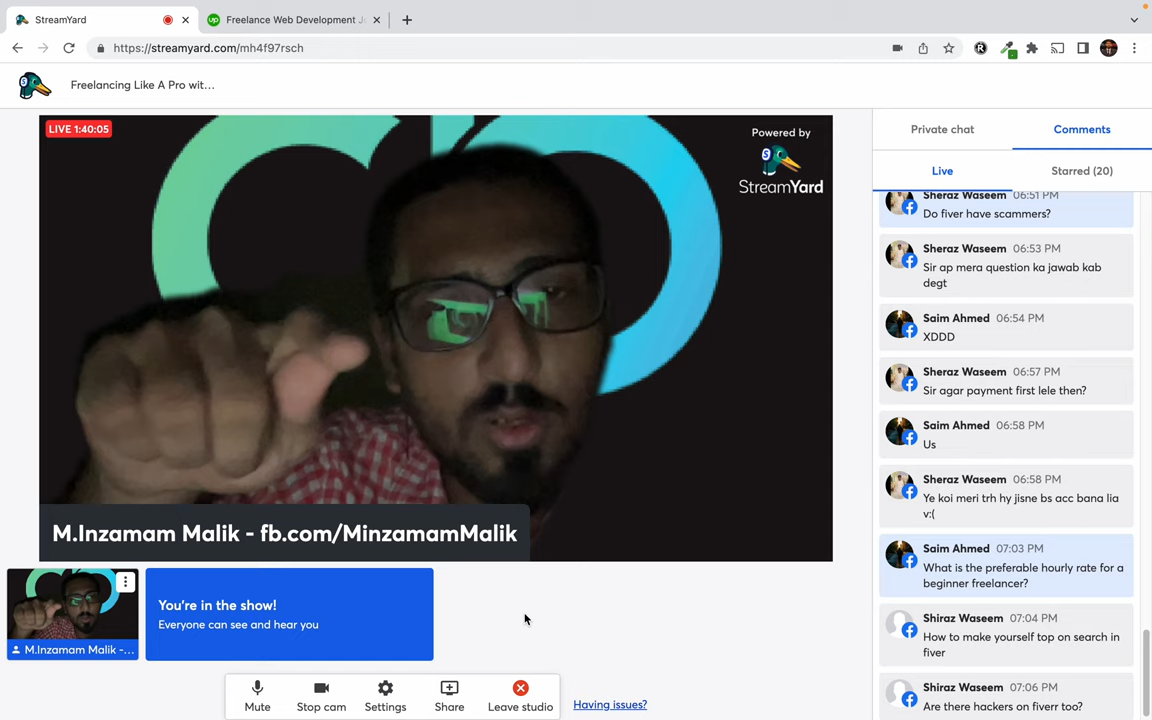 StreamYard
Freelance Web Development J
https://streamyard.com/mh4f97rsch
Freelancing Like A Pro wit...
LIVE 1:40:05
Powered by
StreamYard
M.Inzamam Malik - fb.com/MinzamamMalik
M.Inzamam Malik -...
You're in the show!
Everyone can see and hear you
Mute
Stop cam
Settings
Share
Leave studio
Having issues?
Private chat
Comments
Live
Starred (20)
Sheraz Waseem 06:51 PM
Do fiver have scammers?
Sheraz Waseem 06:53 PM
Sir ap mera question ka jawab kab
degt
Saim Ahmed 06:54 PM
XDDD
Sheraz Waseem 06:57 PM
Sir agar payment first lele then?
Saim Ahmed 06:58 PM
Us
Sheraz Waseem 06:58 PM
Ye koi meri trh hy jisne bs acc bana lia
v:(
Saim Ahmed 07:03 PM
What is the preferable hourly rate for a
beginner freelancer?
Shiraz Waseem 07:04 PM
How to make yourself top on search in
fiver
Shiraz Waseem 07:06 PM
Are there hackers on fiverr too?